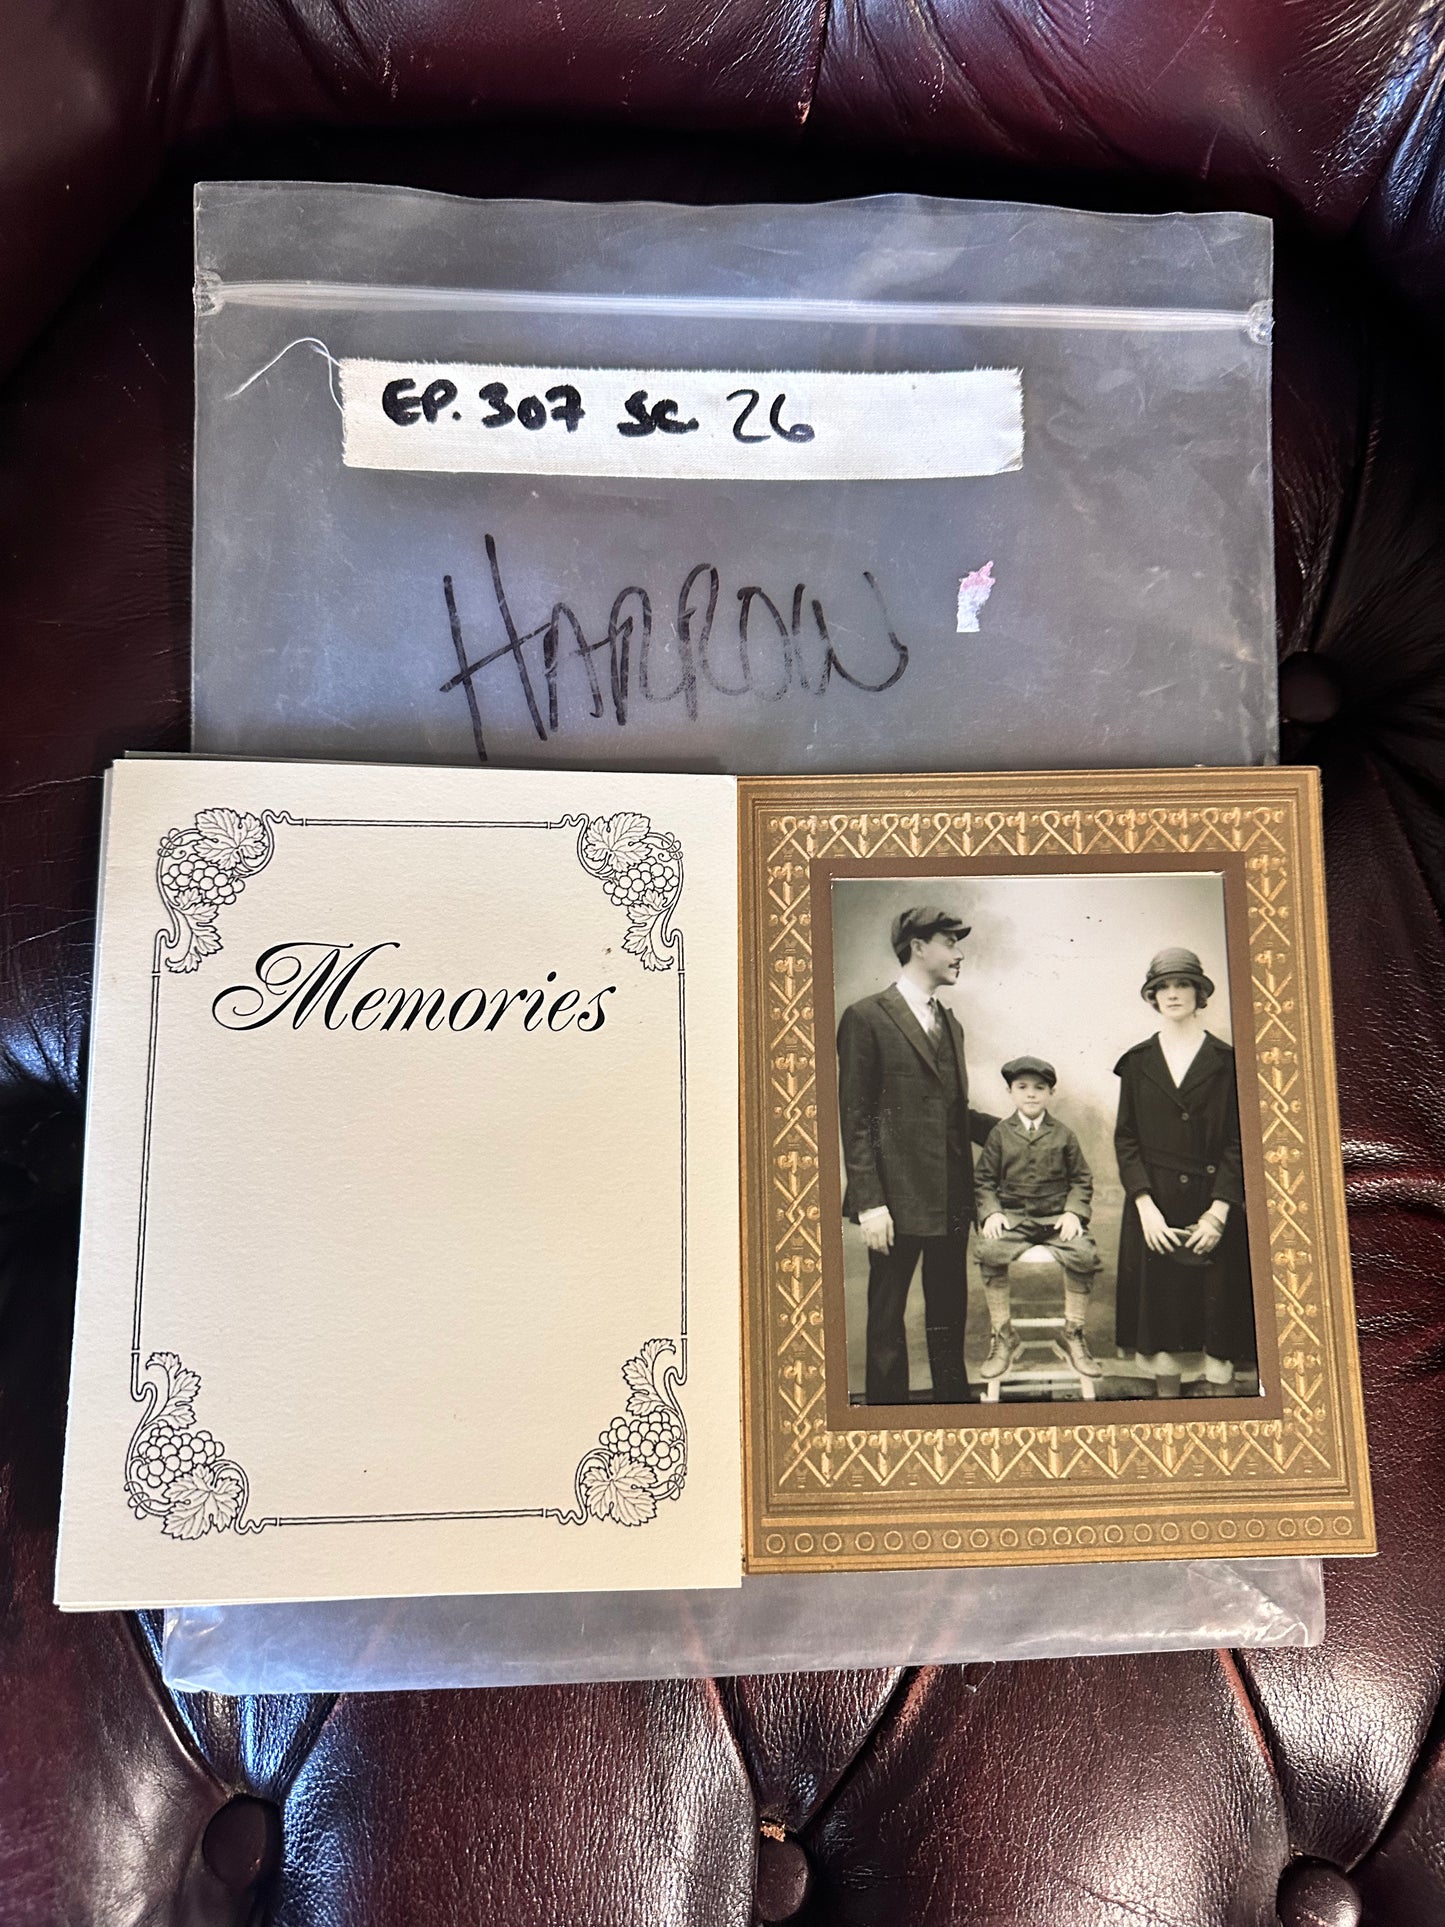 EP. 307 SC. 26
HARROW
Memories